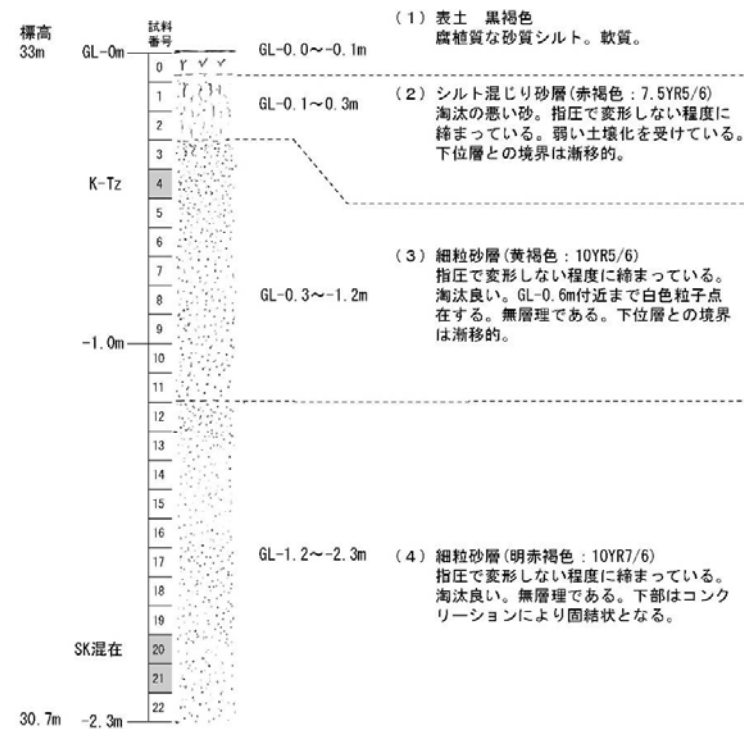 標高
33m
GL-0m
試料
番号
0
1
2
3
K-Tz
4
5
6
7
8
9
-1.0m
10
11
12
13
14
15
16
17
18
19
SK混在
20
21
22
30.7m
-2.3m
GL-0.0～-0.1m
(1) 表土 黒褐色
腐植質な砂質シルト。軟質。
GL-0.1～0.3m
(2) シルト混じり砂層(赤褐色：7.5YR5/6)
淘汰の悪い砂。指圧で変形しない程度に
締まっている。弱い土壌化を受けている。
下位層との境界は漸移的。
GL-0.3～-1.2m
(3) 細粒砂層(黄褐色：10YR5/6)
指圧で変形しない程度に締まっている。
淘汰良い。GL-0.6m付近まで白色粒子点
在する。無層理である。下位層との境界
は漸移的。
GL-1.2～-2.3m
(4) 細粒砂層(明赤褐色：10YR7/6)
指圧で変形しない程度に締まっている。
淘汰良い。無層理である。下部はコンク
リーションにより固結状となる。